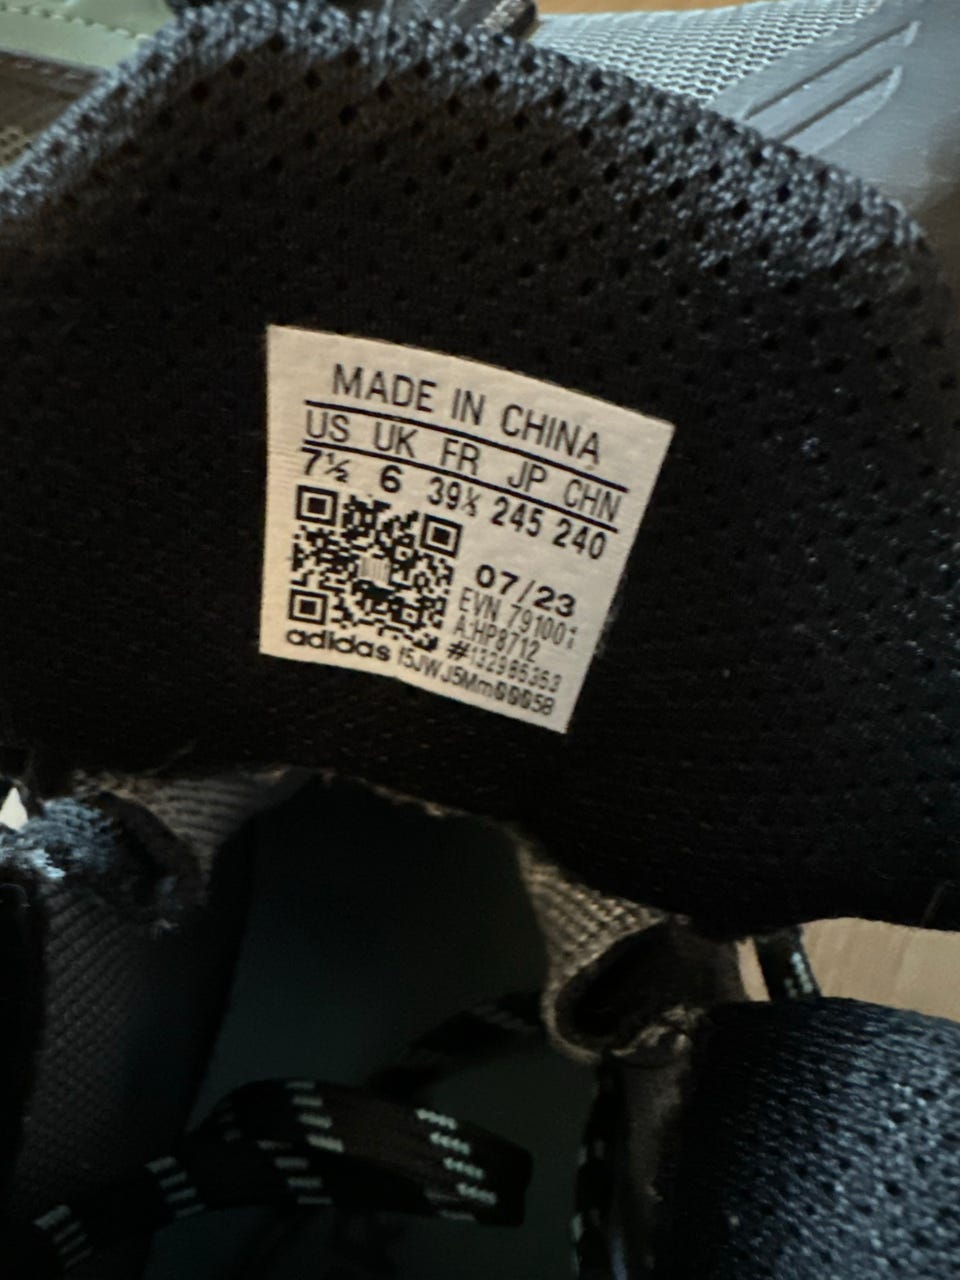 MADE IN CHINA
US UK FR JP CHN
7½ 6 39⅓ 245 240
07/23
EVN 791001
A:HP8712
#132985363
adidas